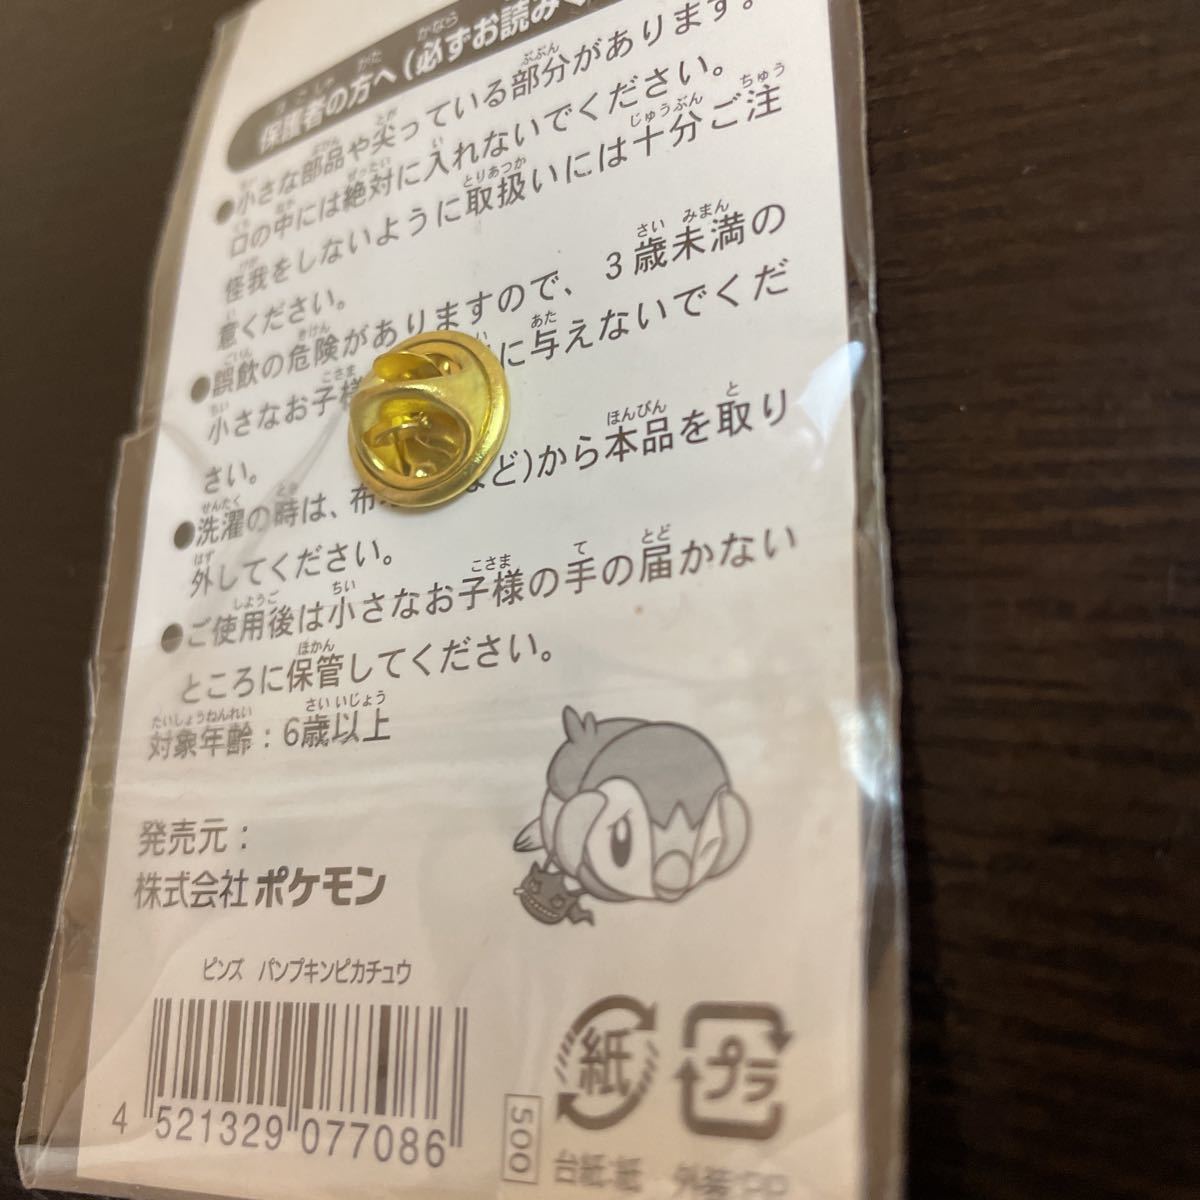 保護者の方へ(必ずお読み
●小さな部品や尖っている部分があります。
口の中には絶対に入れないでください。
怪我をしないように取扱いには十分ご注
意ください。
●誤飲の危険がありますので、3歳未満の
小さなお子様 に与えないでくだ
さい。
●洗濯の時は、布 など)から本品を取り
外してください。
●ご使用後は小さなお子様の手の届かない
ところに保管してください。
対象年齢:6歳以上
発売元:
株式会社 ポケモン
ピンズ パンプキンピカチュウ
4 521329 077086
500
紙
プラ
台紙:紙 外装:PP